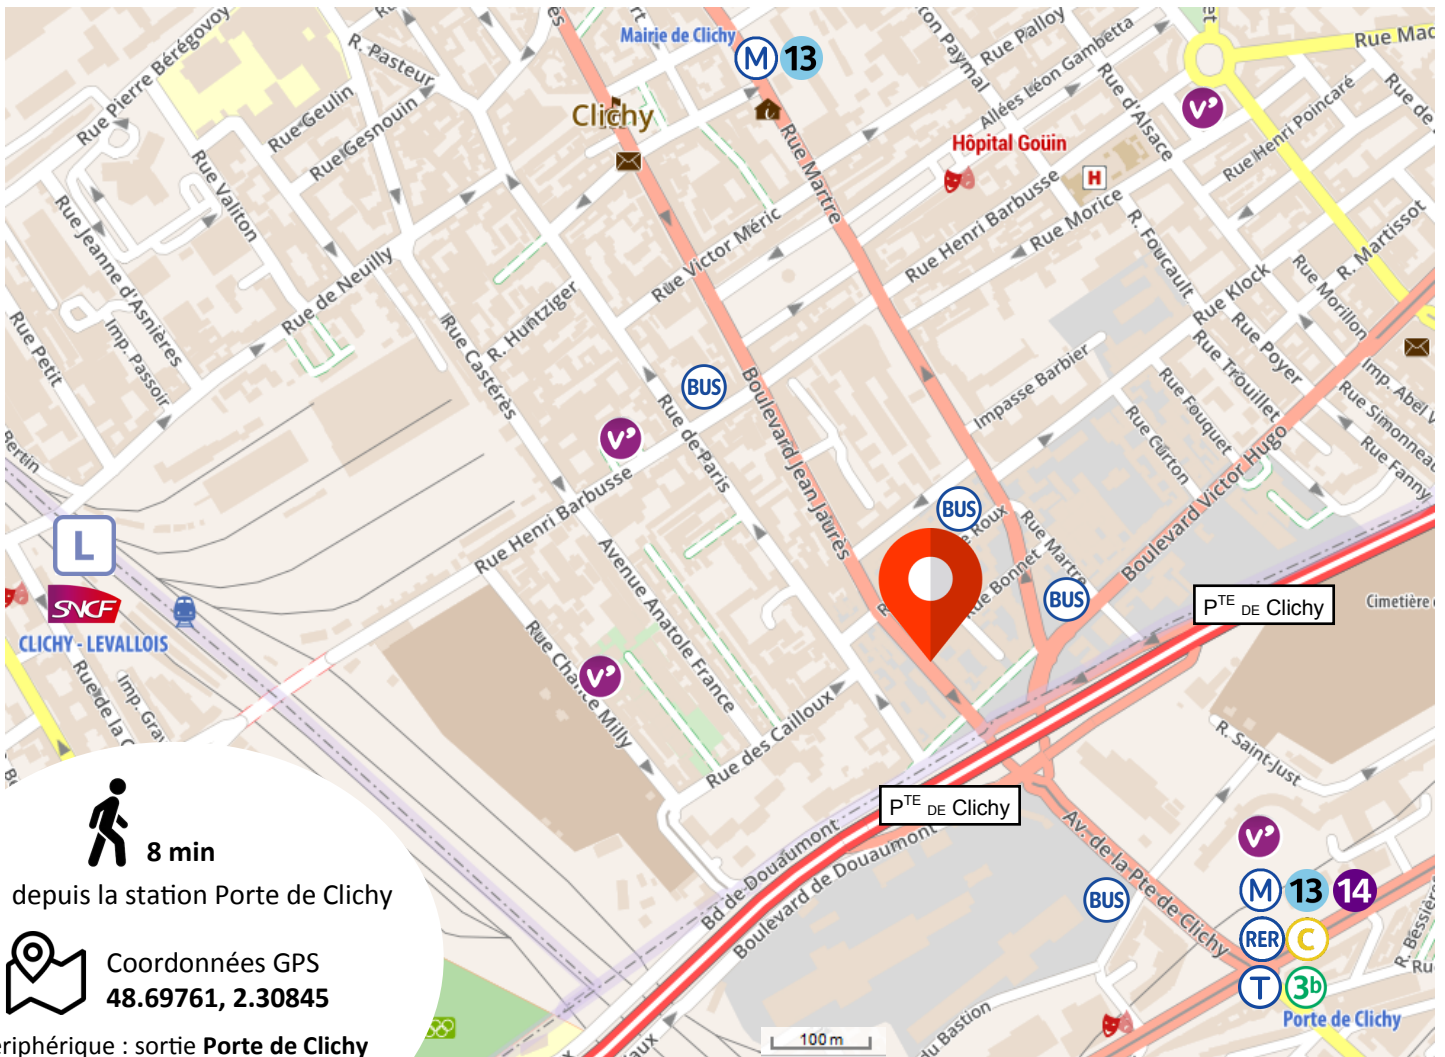 Mairie de Clichy
M 13
Clichy
Rue Pierre Bérégovoy
R. Pasteur
Rue Geulin
Rue Gesnouin
Rue Valiton
Rue Jeanne d'Asnières
Imp. Passoir
Rue Petit
Rue de Neuilly
R. Huntziger
Rue Castérès
Rue Victor Méric
Rue Martre
Rue Palloy
Allées Léon Gambetta
Rue d'Alsace
Hôpital Goüin
H
Rue Henri Barbusse
Rue Morice
R. Foucault
Rue Henri Poincaré
R. Martissot
Rue Klock
Rue Morillon
Rue Poyer
Rue Trouillet
Rue Fouquet
Rue Curton
Impasse Barbier
Rue Simonneau
Rue Fanny
Boulevard Victor Hugo
V'
BUS
V'
Rue de Paris
Boulevard Jean Jaurès
Rue Henri Barbusse
BUS
Roux
Rue Martre
Rue Bonnet
BUS
L
SNCF
CLICHY - LEVALLOIS
Avenue Anatole France
Rue Chance Milly
V'
Rue des Cailloux
PTE DE Clichy
PTE DE Clichy
R. Saint-Just
Bd de Douaumont
Boulevard de Douaumont
Av. de la Pte de Clichy
BUS
V'
M 13 14
RER C
T 3b
Porte de Clichy
R. Bessières
du Bastion
100 m
8 min
depuis la station Porte de Clichy
Coordonnées GPS
48.69761, 2.30845
ériphérique : sortie Porte de Clichy